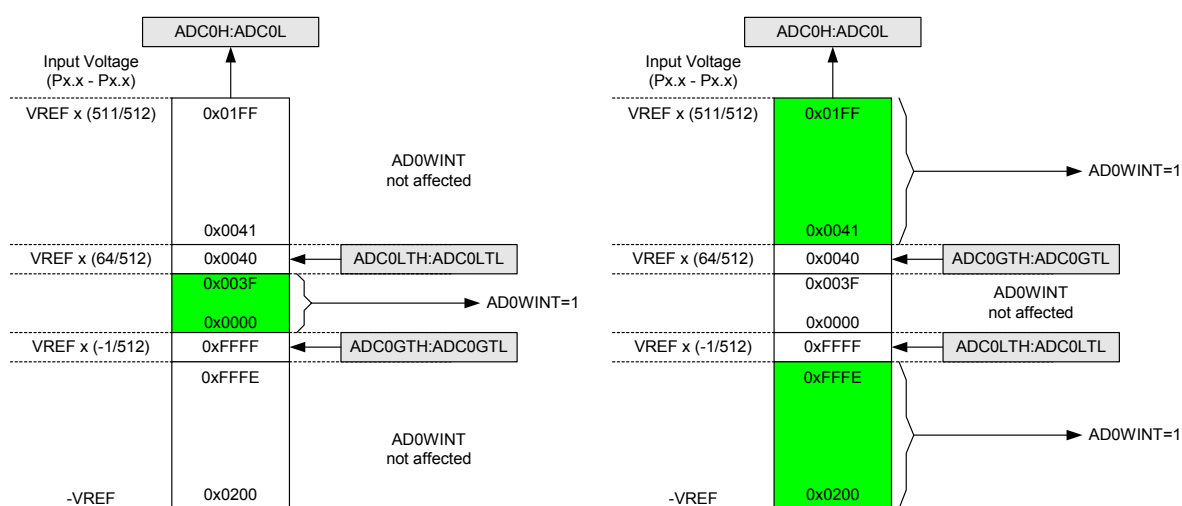 ADC0H:ADC0L
Input Voltage
(Px.x - Px.x)
VREF x (511/512)
0x01FF
AD0WINT
not affected
0x0041
VREF x (64/512)
0x0040
ADC0LTH:ADC0LTL
0x003F
AD0WINT=1
0x0000
VREF x (-1/512)
0xFFFF
ADC0GTH:ADC0GTL
0xFFFE
AD0WINT
not affected
-VREF
0x0200
ADC0H:ADC0L
Input Voltage
(Px.x - Px.x)
VREF x (511/512)
0x01FF
AD0WINT=1
0x0041
VREF x (64/512)
0x0040
ADC0GTH:ADC0GTL
0x003F
AD0WINT
not affected
0x0000
VREF x (-1/512)
0xFFFF
ADC0LTH:ADC0LTL
0xFFFE
AD0WINT=1
-VREF
0x0200